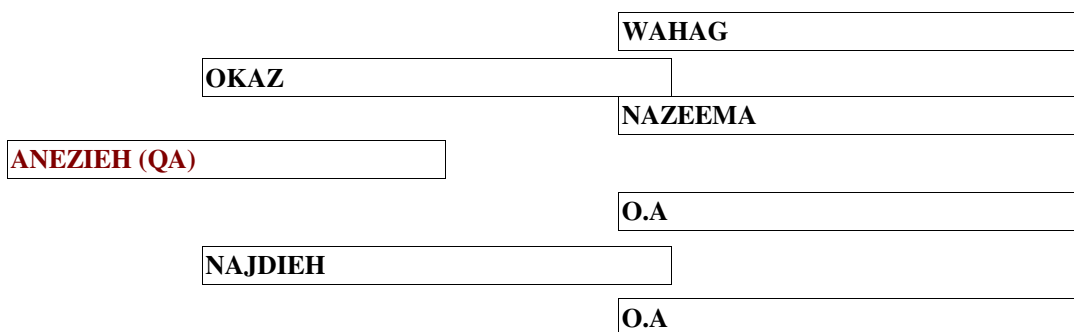 WAHAG
OKAZ
NAZEEMA
ANEZIEH (QA)
O.A
NAJDIEH
O.A